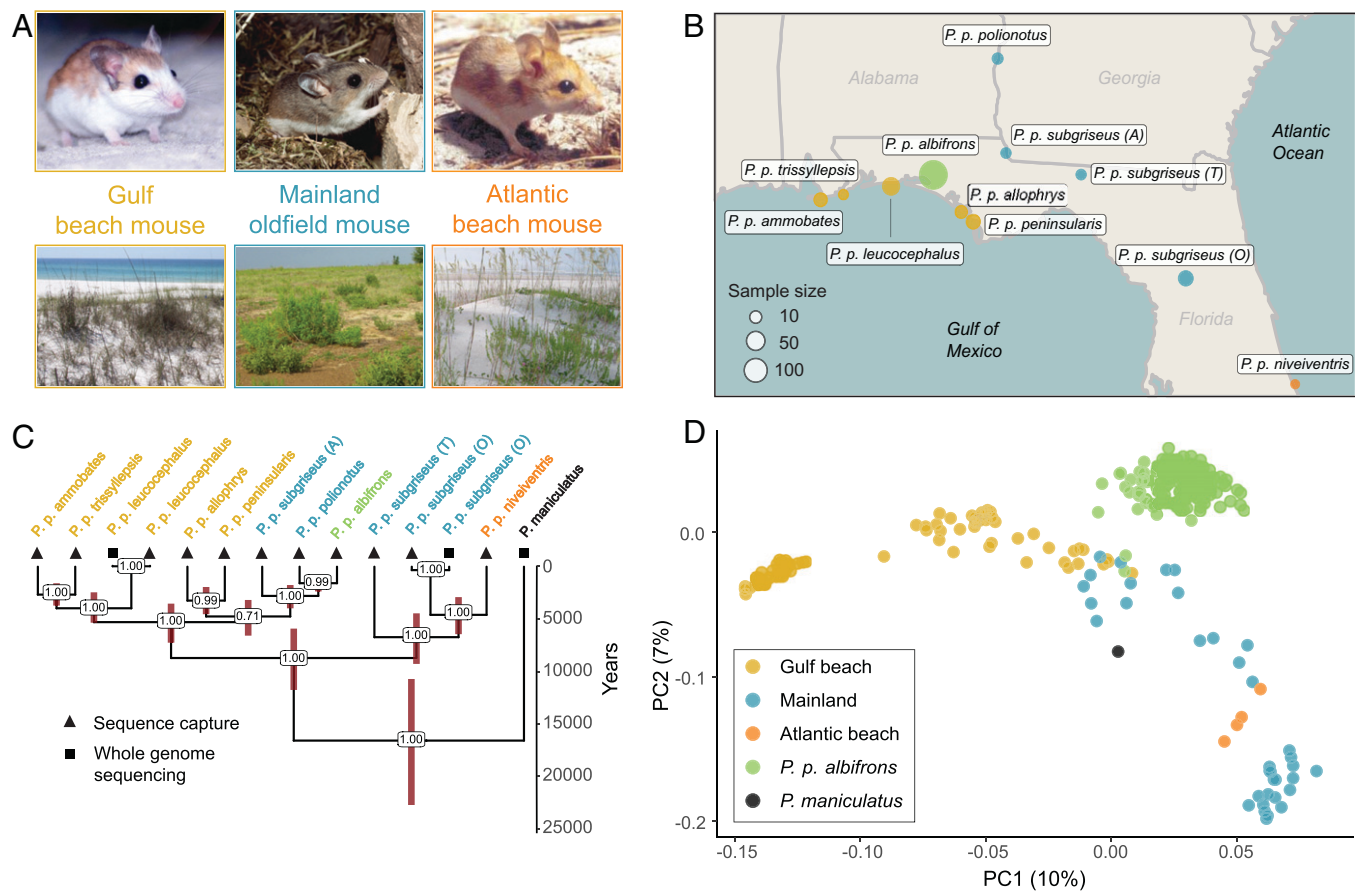 A
Gulf
beach mouse
Mainland
oldfield mouse
Atlantic
beach mouse
B
P. p. polionotus
Alabama
Georgia
Atlantic
Ocean
P. p. subgriseus (A)
P. p. albifrons
P. p. trissyllepsis
P. p. subgriseus (T)
P. p. allophrys
P. p. ammobates
P. p. peninsularis
P. p. leucocephalus
P. p. subgriseus (O)
Sample size
10
50
100
Gulf of
Mexico
Florida
P. p. niveiventris
C
P. p. ammobates
P. p. trissyllepsis
P. p. leucocephalus
P. p. leucocephalus
P. p. allophrys
P. p. peninsularis
P. p. subgriseus (A)
P. p. polionotus
P. p. albifrons
P. p. subgriseus (T)
P. p. subgriseus (O)
P. p. subgriseus (O)
P. p. niveiventris
P. maniculatus
1.00
1.00
1.00
0.99
1.00
0.99
1.00
0.71
1.00
1.00
1.00
1.00
1.00
1.00
0
5000
10000
15000
20000
25000
Years
Sequence capture
Whole genome
sequencing
D
0.0
-0.1
-0.2
PC2 (7%)
Gulf beach
Mainland
Atlantic beach
P. p. albifrons
P. maniculatus
-0.15
-0.10
-0.05
0.00
0.05
PC1 (10%)